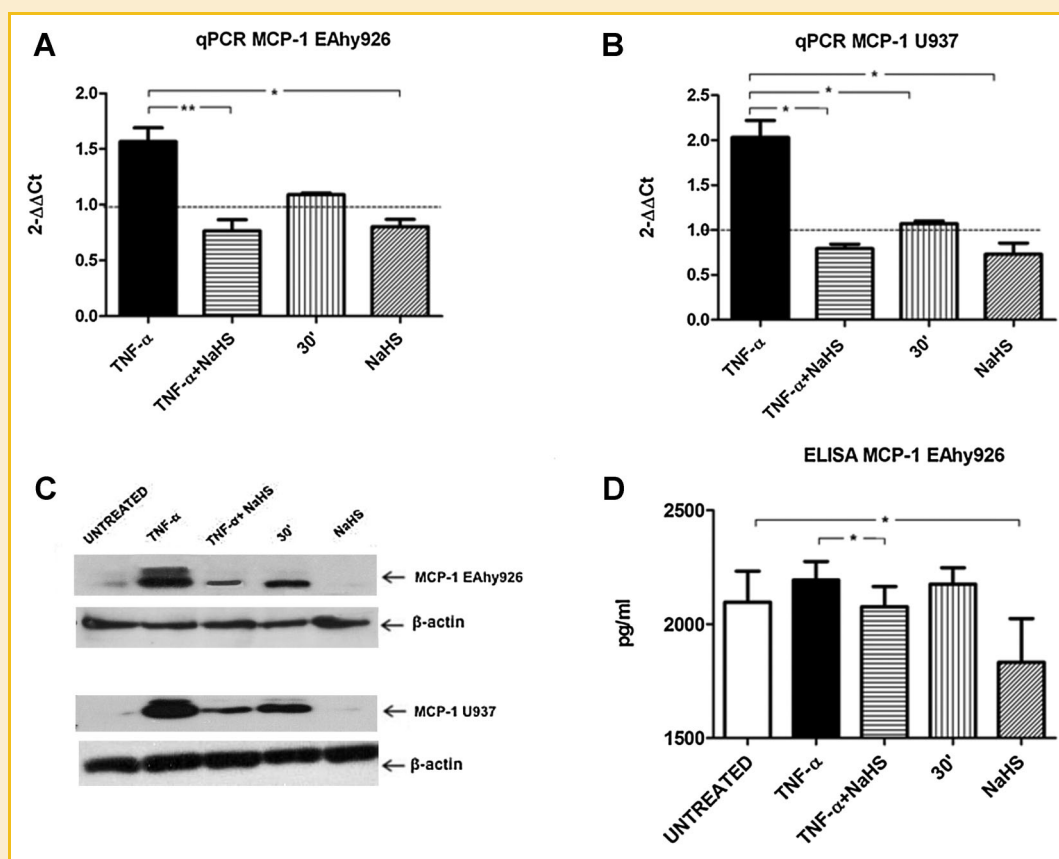 A
qPCR MCP-1 EAhy926
2-ΔΔCt
2.0
1.5
1.0
0.5
0.0
*
**
TNF-α
TNF-α+NaHS
30'
NaHS
B
qPCR MCP-1 U937
2-ΔΔCt
2.5
2.0
1.5
1.0
0.5
0.0
*
*
*
TNF-α
TNF-α+NaHS
30'
NaHS
C
UNTREATED
TNF-α
TNF-α+ NaHS
30'
NaHS
← MCP-1 EAhy926
← β-actin
← MCP-1 U937
← β-actin
D
ELISA MCP-1 EAhy926
pg/ml
2500
2000
1500
*
*
UNTREATED
TNF-α
TNF-α+NaHS
30'
NaHS